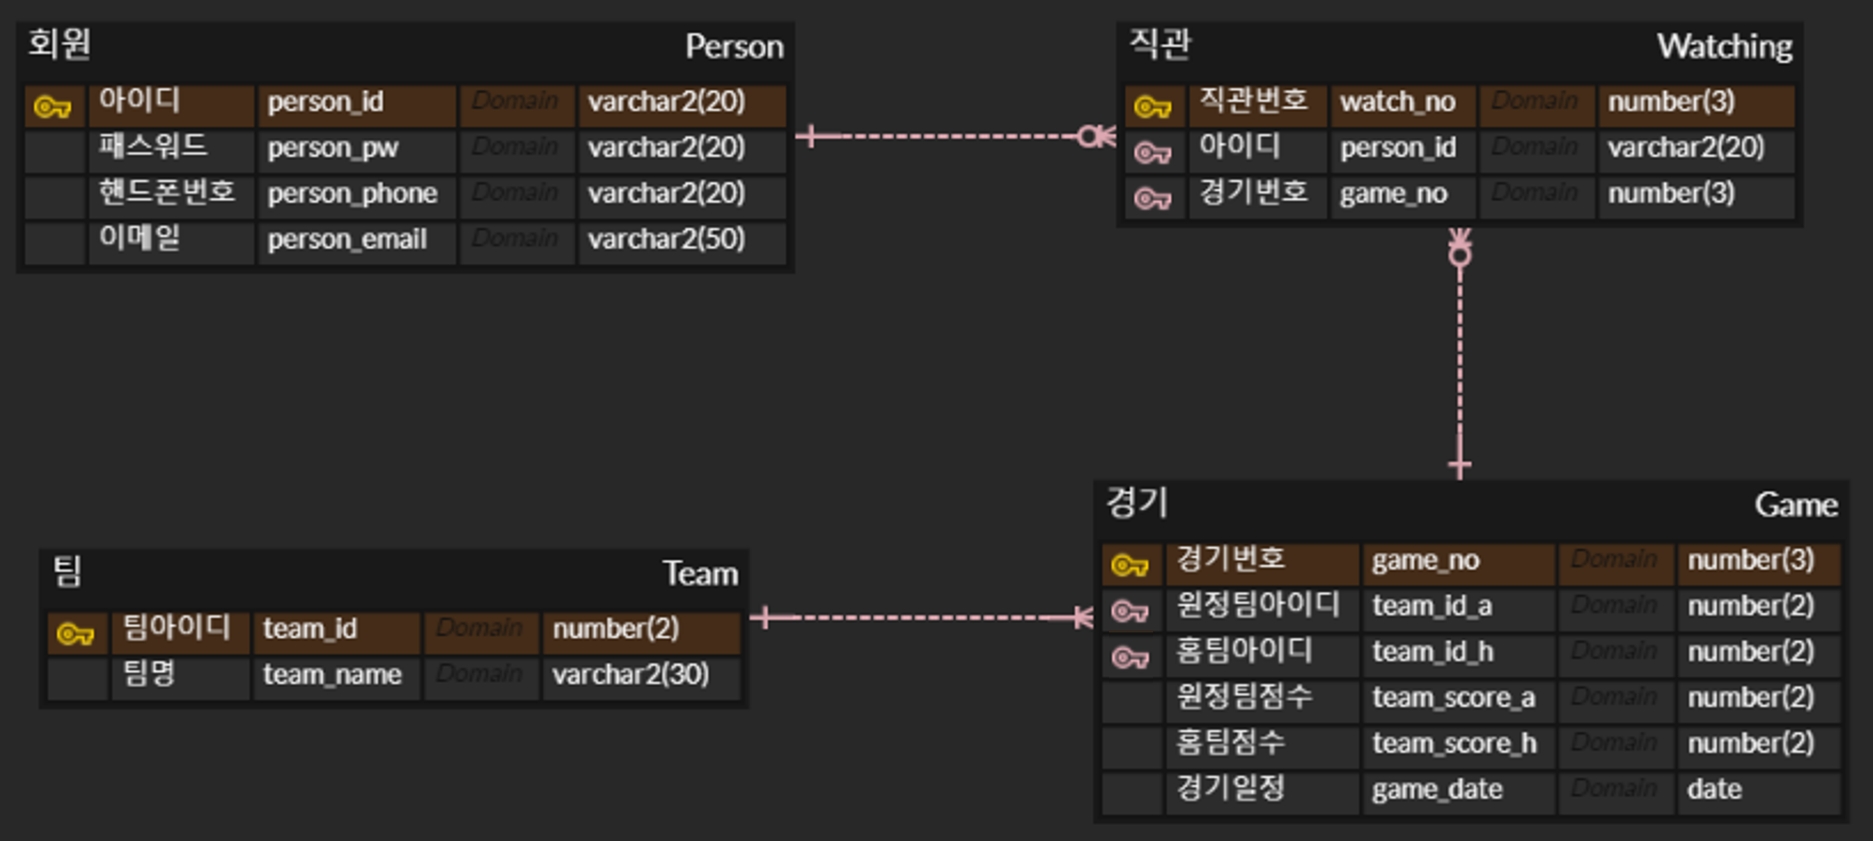 회원 Person
아이디 person_id Domain varchar2(20)
패스워드 person_pw Domain varchar2(20)
핸드폰번호 person_phone Domain varchar2(20)
이메일 person_email Domain varchar2(50)
직관 Watching
직관번호 watch_no Domain number(3)
아이디 person_id Domain varchar2(20)
경기번호 game_no Domain number(3)
팀 Team
팀아이디 team_id Domain number(2)
팀명 team_name Domain varchar2(30)
경기 Game
경기번호 game_no Domain number(3)
원정팀아이디 team_id_a Domain number(2)
홈팀아이디 team_id_h Domain number(2)
원정팀점수 team_score_a Domain number(2)
홈팀점수 team_score_h Domain number(2)
경기일정 game_date Domain date